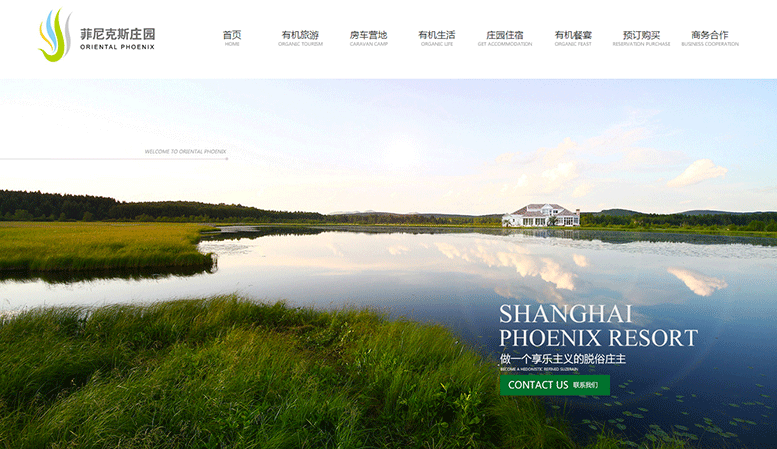 菲尼克斯庄园
ORIENTAL PHOENIX
首页 有机旅游 房车营地 有机生活 庄园住宿 有机餐宴 预订购买 商务合作
HOME ORGANIC TOURISM CARAVAN CAMP ORGANIC LIFE GET ACCOMMODATION ORGANIC FEAST RESERVATION PURCHASE BUSINESS COOPERATION
WELCOME TO ORIENTAL PHOENIX
SHANGHAI
PHOENIX RESORT
做一个享乐主义的脱俗庄主
BECOME A HEDONISTIC REFINED SUZERAIN
CONTACT US 联系我们